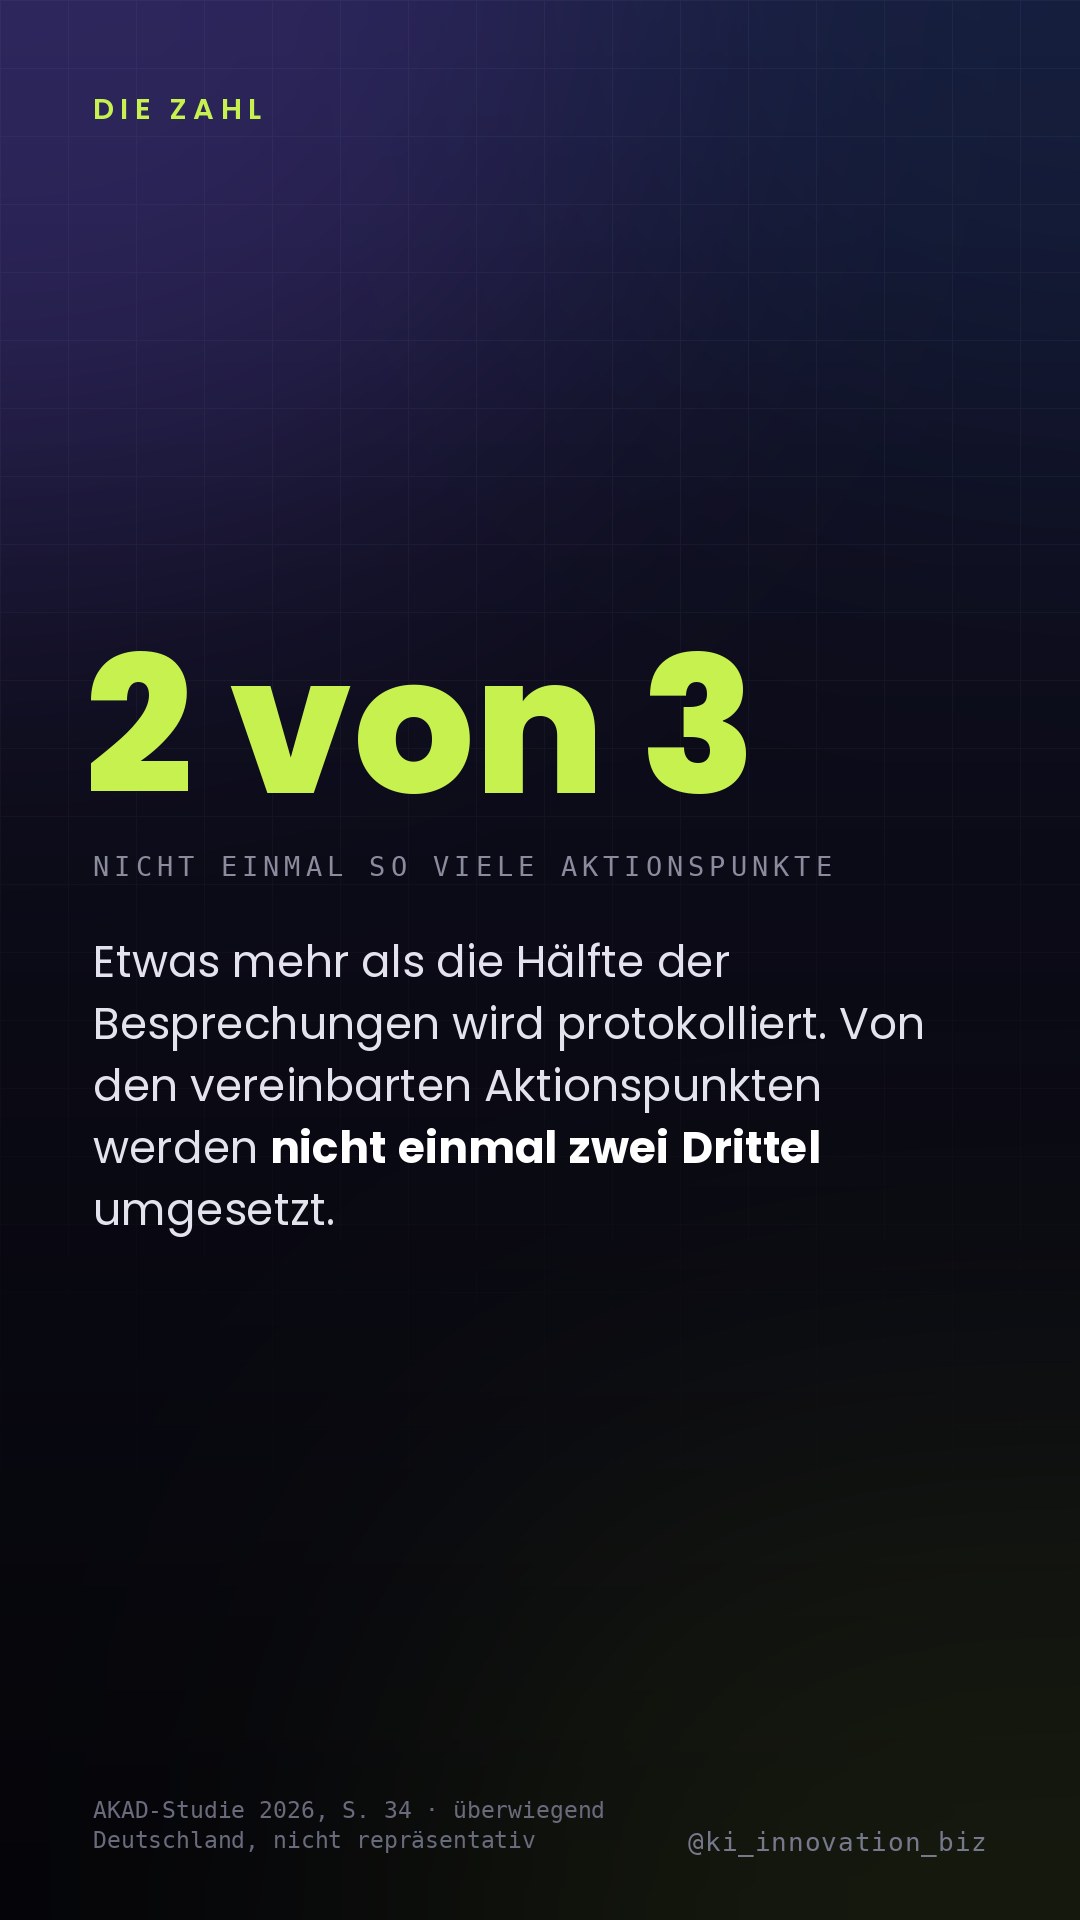 DIE ZAHL
2 von 3
NICHT EINMAL SO VIELE AKTIONSPUNKTE
Etwas mehr als die Hälfte der
Besprechungen wird protokolliert. Von
den vereinbarten Aktionspunkten
werden nicht einmal zwei Drittel
umgesetzt.
AKAD-Studie 2026, S. 34 · überwiegend
Deutschland, nicht repräsentativ
@ki_innovation_biz